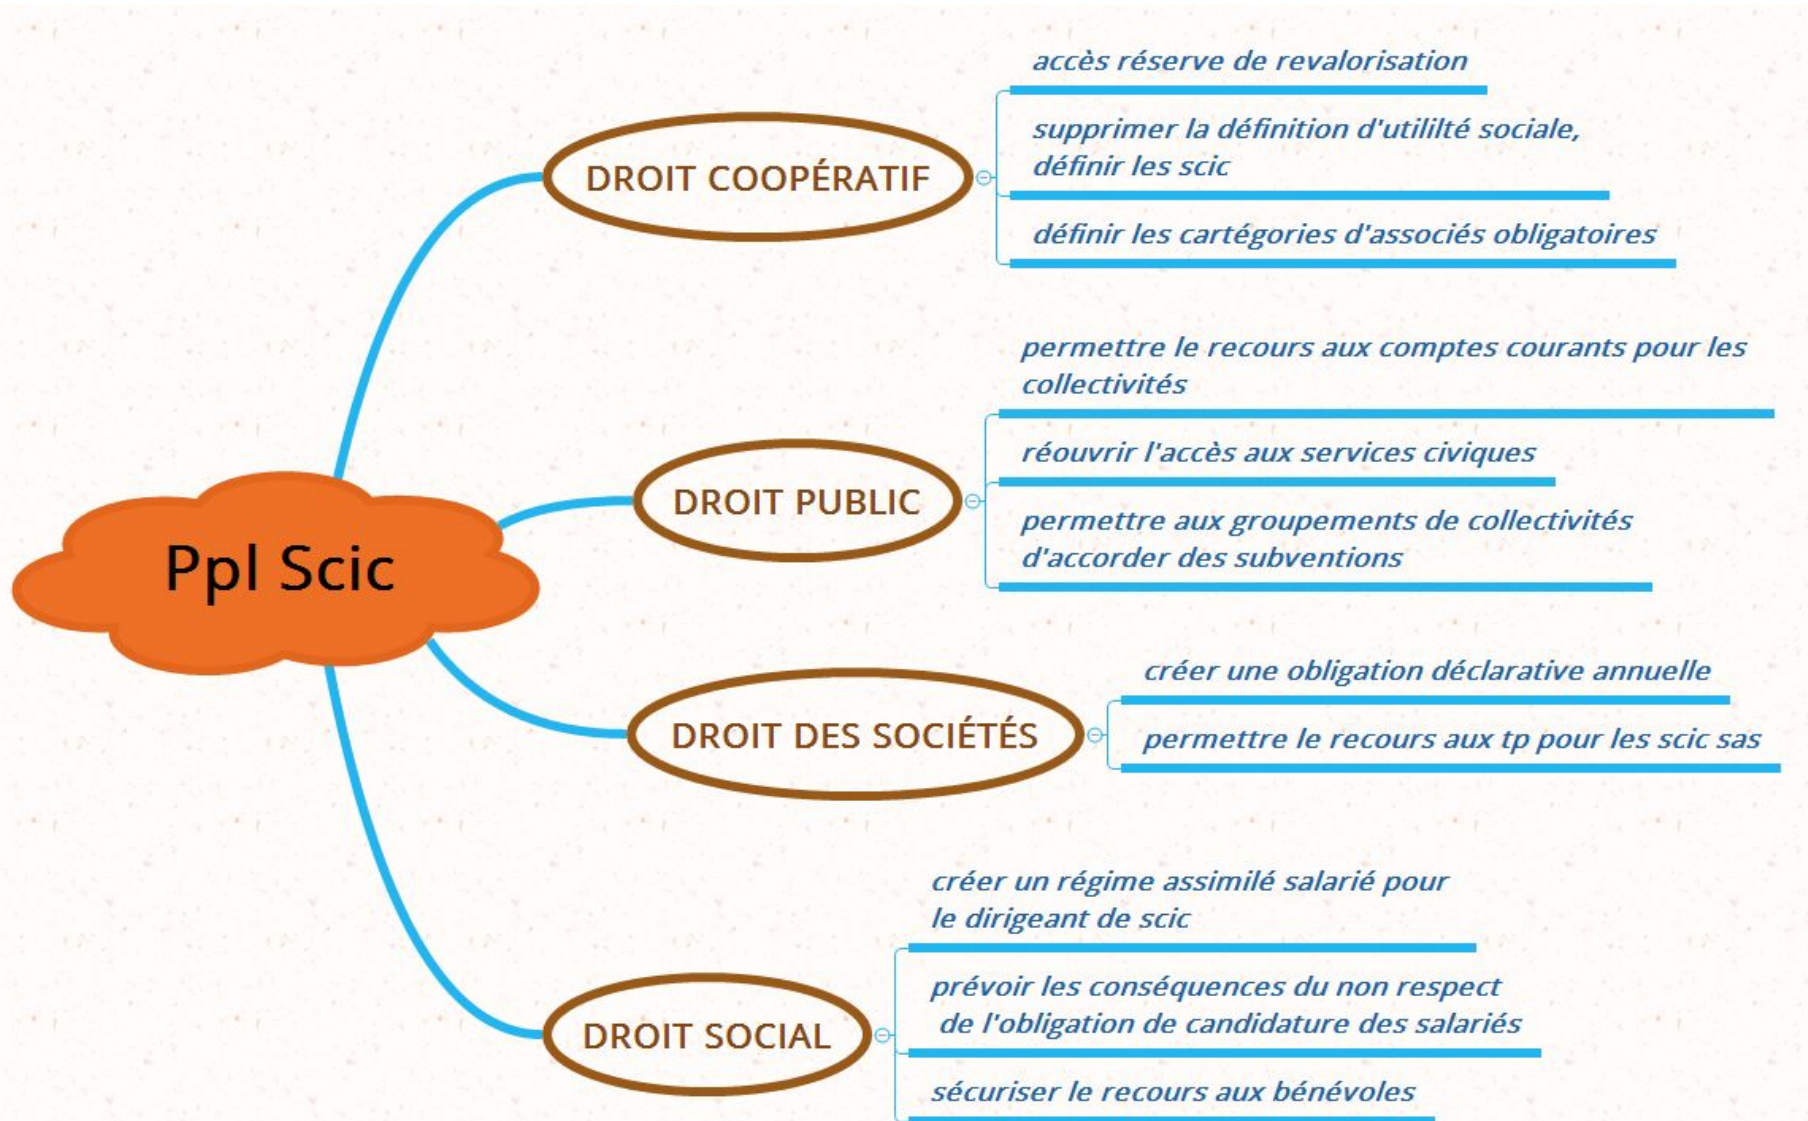 accès réserve de revalorisation
supprimer la définition d'utililté sociale,
définir les scic
DROIT COOPÉRATIF
définir les cartégories d'associés obligatoires
permettre le recours aux comptes courants pour les
collectivités
réouvrir l'accès aux services civiques
DROIT PUBLIC
permettre aux groupements de collectivités
d'accorder des subventions
Ppl Scic
créer une obligation déclarative annuelle
DROIT DES SOCIÉTÉS
permettre le recours aux tp pour les scic sas
créer un régime assimilé salarié pour
le dirigeant de scic
prévoir les conséquences du non respect
de l'obligation de candidature des salariés
DROIT SOCIAL
sécuriser le recours aux bénévoles